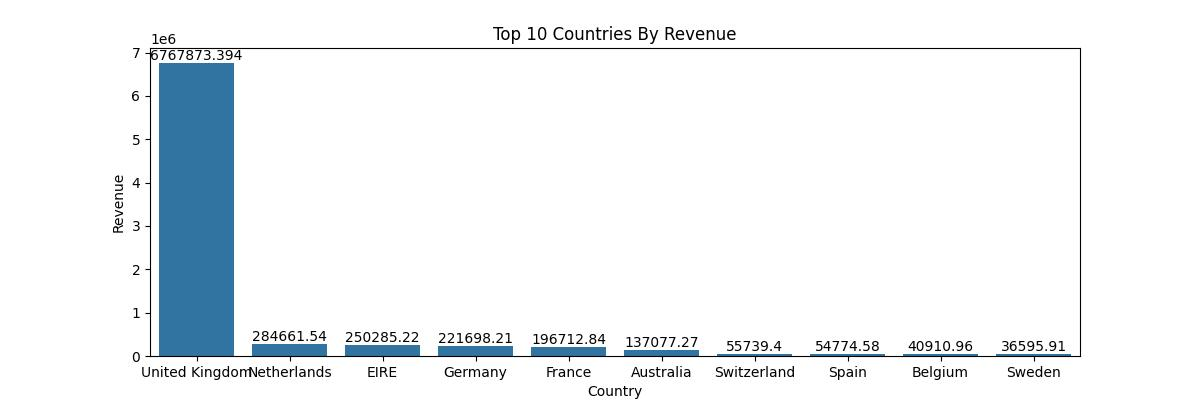 Top 10 Countries By Revenue
1e6
7
6
5
4
3
2
1
0
Revenue
6767873.394
284661.54
250285.22
221698.21
196712.84
137077.27
55739.4
54774.58
40910.96
36595.91
United Kingdom
Netherlands
EIRE
Germany
France
Australia
Switzerland
Spain
Belgium
Sweden
Country